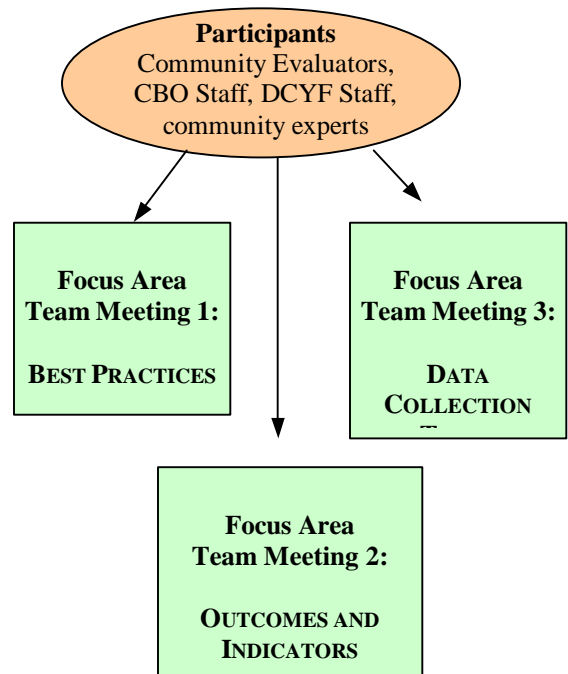 Participants
Community Evaluators,
CBO Staff, DCYF Staff,
community experts
Focus Area
Team Meeting 1:
BEST PRACTICES
Focus Area
Team Meeting 3:
DATA
COLLECTION
Focus Area
Team Meeting 2:
OUTCOMES AND
INDICATORS